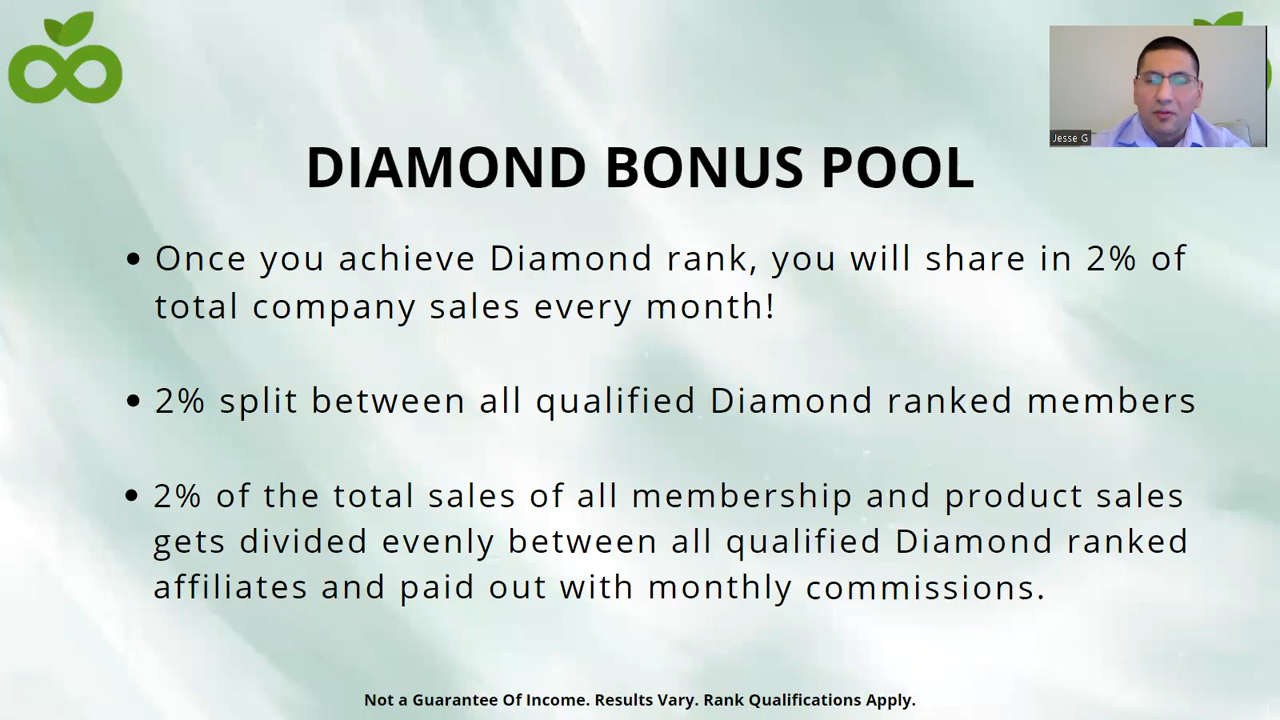 Jesse G
DIAMOND BONUS POOL
• Once you achieve Diamond rank, you will share in 2% of
total company sales every month!
• 2% split between all qualified Diamond ranked members
• 2% of the total sales of all membership and product sales
gets divided evenly between all qualified Diamond ranked
affiliates and paid out with monthly commissions.
Not a Guarantee Of Income. Results Vary. Rank Qualifications Apply.